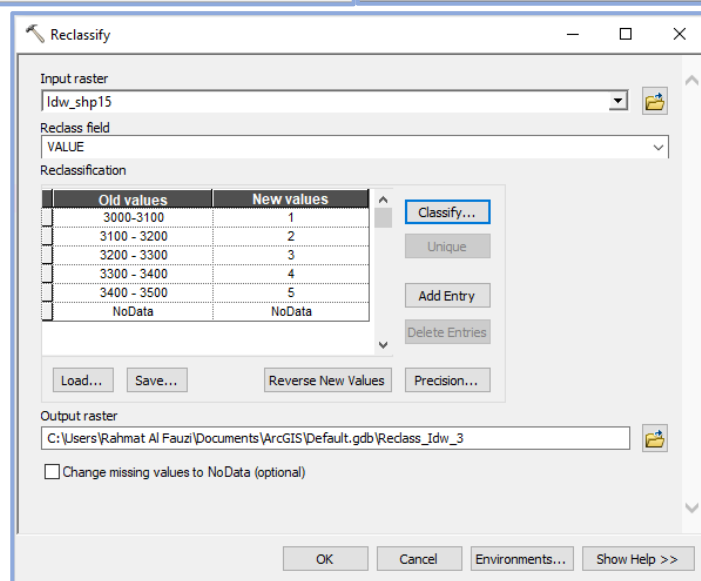 Reclassify
Input raster
Idw_shp15
Reclass field
VALUE
Reclassification
Old values New values
3000-3100 1
3100 - 3200 2
3200 - 3300 3
3300 - 3400 4
3400 - 3500 5
NoData NoData
Classify...
Unique
Add Entry
Delete Entries
Load... Save... Reverse New Values Precision...
Output raster
C:\Users\Rahmat Al Fauzi\Documents\ArcGIS\Default.gdb\Reclass_Idw_3
Change missing values to NoData (optional)
OK Cancel Environments... Show Help >>